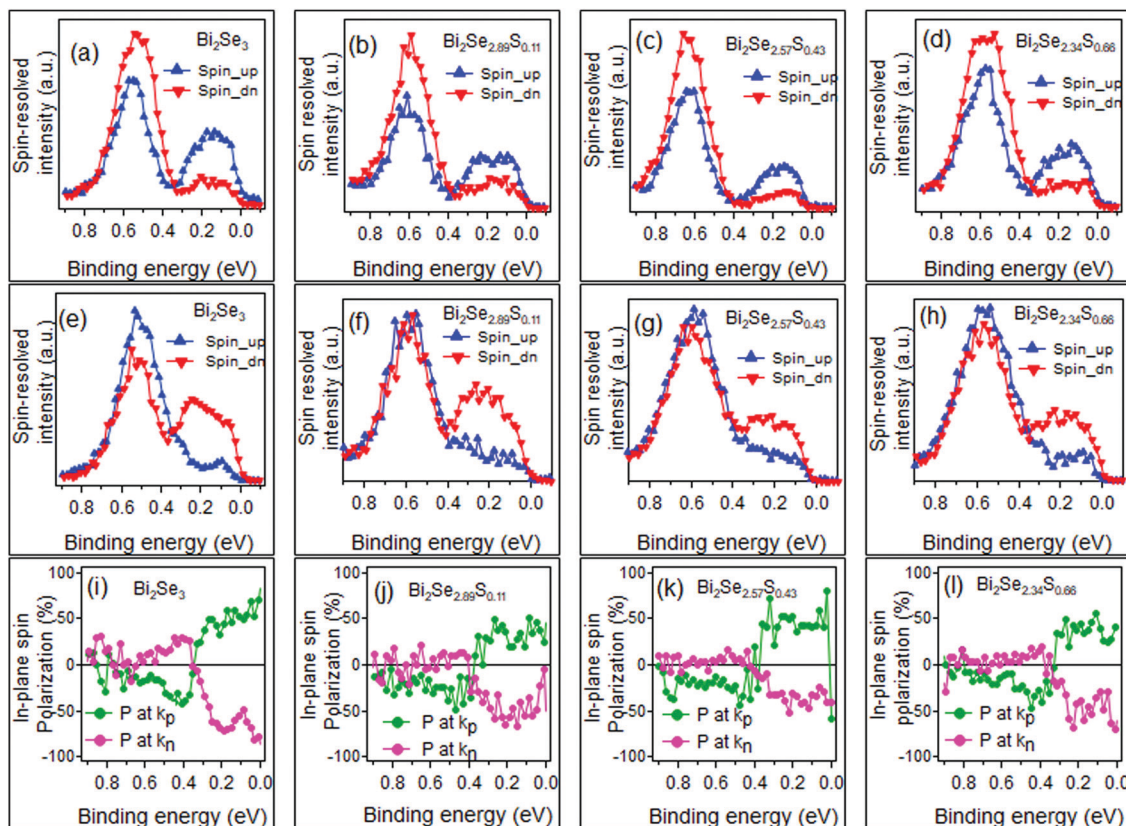 (a)
Bi₂Se₃
Spin_up
Spin_dn
Spin-resolved
intensity (a.u.)
0.8 0.6 0.4 0.2 0.0
Binding energy (eV)
(b)
Bi₂Se₂.₈₉S₀.₁₁
Spin_up
Spin_dn
Spin resolved
intensity (a.u.)
0.8 0.6 0.4 0.2 0.0
Binding energy (eV)
(c)
Bi₂Se₂.₅₇S₀.₄₃
Spin_up
Spin_dn
Spin-resolved
intensity (a.u.)
0.8 0.6 0.4 0.2 0.0
Binding energy (eV)
(d)
Bi₂Se₂.₃₄S₀.₆₆
Spin_up
Spin_dn
Spin-resolved
intensity (a.u.)
0.8 0.6 0.4 0.2 0.0
Binding energy (eV)
(e)
Bi₂Se₃
Spin_up
Spin_dn
Spin-resolved
intensity (a.u.)
0.8 0.6 0.4 0.2 0.0
Binding energy (eV)
(f)
Bi₂Se₂.₈₉S₀.₁₁
Spin_up
Spin_dn
Spin resolved
intensity (a.u.)
0.8 0.6 0.4 0.2 0.0
Binding energy (eV)
(g)
Bi₂Se₂.₅₇S₀.₄₃
Spin_up
Spin_dn
Spin-resolved
intensity (a.u.)
0.8 0.6 0.4 0.2 0.0
Binding energy (eV)
(h)
Bi₂Se₂.₃₄S₀.₆₆
Spin_up
Spin_dn
Spin-resolved
intensity (a.u.)
0.8 0.6 0.4 0.2 0.0
Binding energy (eV)
(i)
Bi₂Se₃
In-plane spin
Polarization (%)
100
50
0
-50
-100
P at kp
P at kn
0.8 0.6 0.4 0.2 0.0
Binding energy (eV)
(j)
Bi₂Se₂.₈₉S₀.₁₁
In-plane spin
Polarization (%)
100
50
0
-50
-100
P at kp
P at kn
0.8 0.6 0.4 0.2 0.0
Binding energy (eV)
(k)
Bi₂Se₂.₅₇S₀.₄₃
In-plane spin
Polarization (%)
100
50
0
-50
-100
P at kp
P at kn
0.8 0.6 0.4 0.2 0.0
Binding energy (eV)
(l)
Bi₂Se₂.₃₄S₀.₆₆
In-plane spin
polarization (%)
100
50
0
-50
-100
P at kp
P at kn
0.8 0.6 0.4 0.2 0.0
Binding energy (eV)